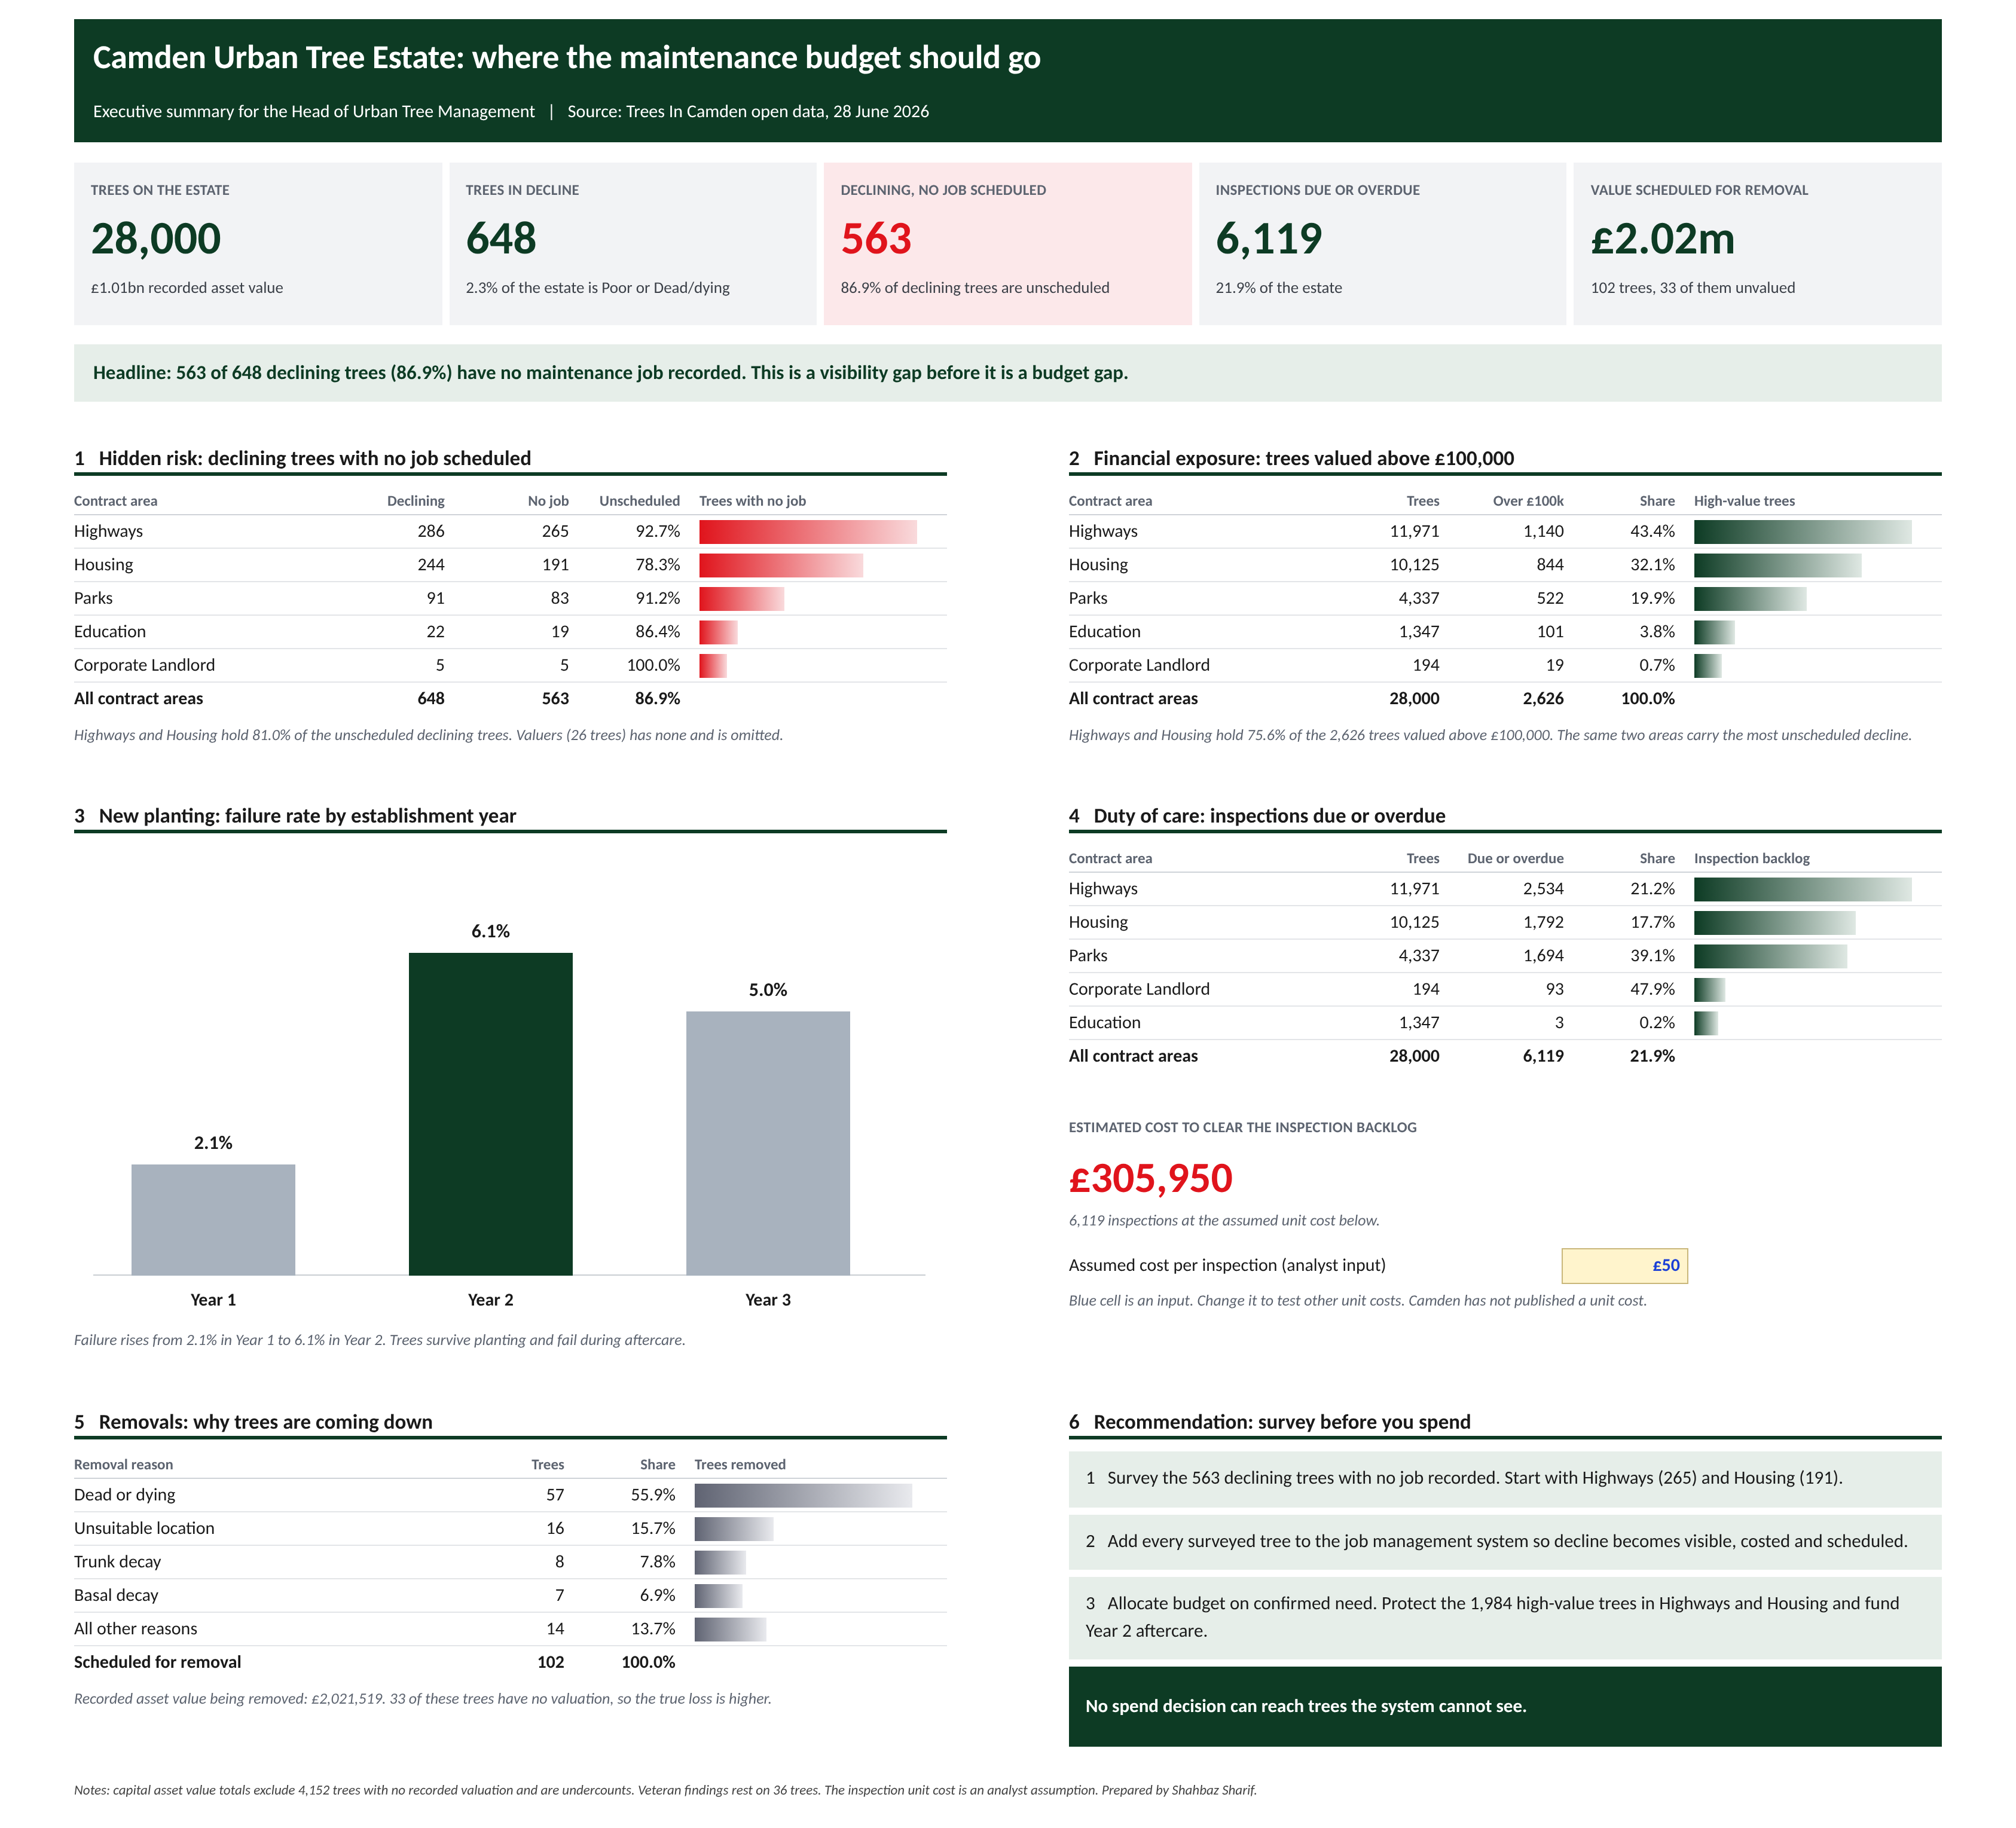 Camden Urban Tree Estate: where the maintenance budget should go
Executive summary for the Head of Urban Tree Management | Source: Trees In Camden open data, 28 June 2026
TREES ON THE ESTATE
28,000
£1.01bn recorded asset value
TREES IN DECLINE
648
2.3% of the estate is Poor or Dead/dying
DECLINING, NO JOB SCHEDULED
563
86.9% of declining trees are unscheduled
INSPECTIONS DUE OR OVERDUE
6,119
21.9% of the estate
VALUE SCHEDULED FOR REMOVAL
£2.02m
102 trees, 33 of them unvalued
Headline: 563 of 648 declining trees (86.9%) have no maintenance job recorded. This is a visibility gap before it is a budget gap.
1 Hidden risk: declining trees with no job scheduled
Contract area Declining No job Unscheduled Trees with no job
Highways 286 265 92.7%
Housing 244 191 78.3%
Parks 91 83 91.2%
Education 22 19 86.4%
Corporate Landlord 5 5 100.0%
All contract areas 648 563 86.9%
Highways and Housing hold 81.0% of the unscheduled declining trees. Valuers (26 trees) has none and is omitted.
2 Financial exposure: trees valued above £100,000
Contract area Trees Over £100k Share High-value trees
Highways 11,971 1,140 43.4%
Housing 10,125 844 32.1%
Parks 4,337 522 19.9%
Education 1,347 101 3.8%
Corporate Landlord 194 19 0.7%
All contract areas 28,000 2,626 100.0%
Highways and Housing hold 75.6% of the 2,626 trees valued above £100,000. The same two areas carry the most unscheduled decline.
3 New planting: failure rate by establishment year
2.1%
6.1%
5.0%
Year 1 Year 2 Year 3
Failure rises from 2.1% in Year 1 to 6.1% in Year 2. Trees survive planting and fail during aftercare.
4 Duty of care: inspections due or overdue
Contract area Trees Due or overdue Share Inspection backlog
Highways 11,971 2,534 21.2%
Housing 10,125 1,792 17.7%
Parks 4,337 1,694 39.1%
Corporate Landlord 194 93 47.9%
Education 1,347 3 0.2%
All contract areas 28,000 6,119 21.9%
ESTIMATED COST TO CLEAR THE INSPECTION BACKLOG
£305,950
6,119 inspections at the assumed unit cost below.
Assumed cost per inspection (analyst input) £50
Blue cell is an input. Change it to test other unit costs. Camden has not published a unit cost.
5 Removals: why trees are coming down
Removal reason Trees Share Trees removed
Dead or dying 57 55.9%
Unsuitable location 16 15.7%
Trunk decay 8 7.8%
Basal decay 7 6.9%
All other reasons 14 13.7%
Scheduled for removal 102 100.0%
Recorded asset value being removed: £2,021,519. 33 of these trees have no valuation, so the true loss is higher.
6 Recommendation: survey before you spend
1 Survey the 563 declining trees with no job recorded. Start with Highways (265) and Housing (191).
2 Add every surveyed tree to the job management system so decline becomes visible, costed and scheduled.
3 Allocate budget on confirmed need. Protect the 1,984 high-value trees in Highways and Housing and fund
Year 2 aftercare.
No spend decision can reach trees the system cannot see.
Notes: capital asset value totals exclude 4,152 trees with no recorded valuation and are undercounts. Veteran findings rest on 36 trees. The inspection unit cost is an analyst assumption. Prepared by Shahbaz Sharif.